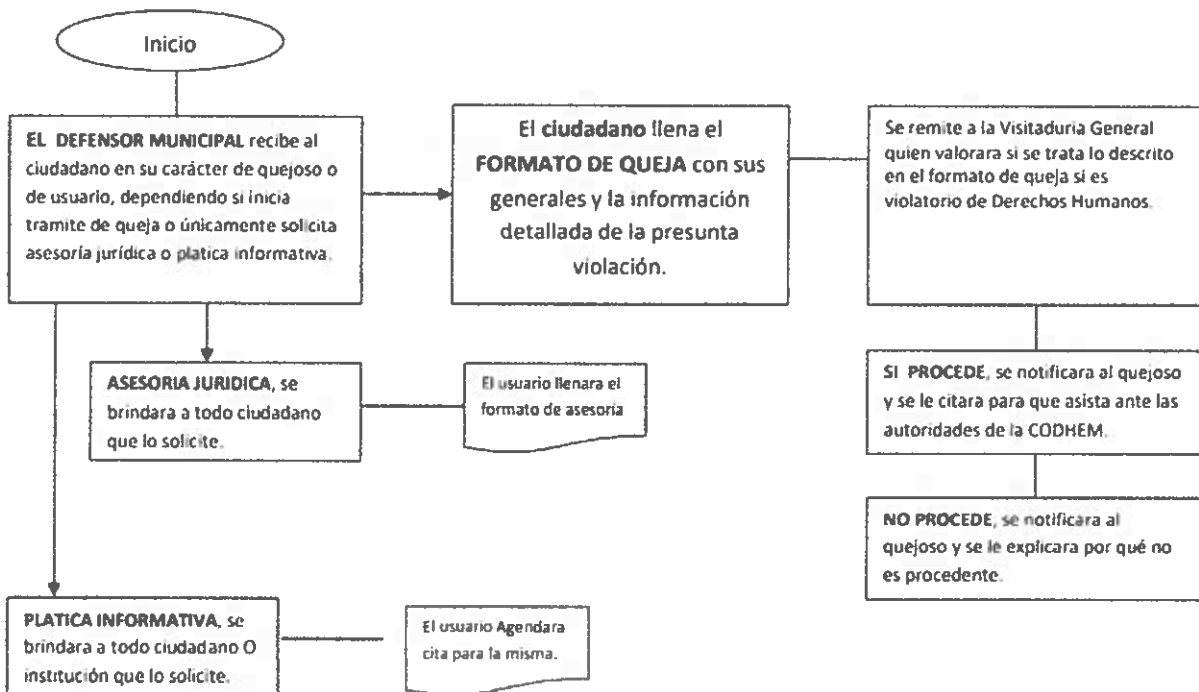 Inicio
EL DEFENSOR MUNICIPAL recibe al
ciudadano en su carácter de quejoso o
de usuario, dependiendo si inicia
tramite de queja o únicamente solicita
asesoría jurídica o platica informativa.
El ciudadano llena el
FORMATO DE QUEJA con sus
generales y la información
detallada de la presunta
violación.
Se remite a la Visitaduria General
quien valorara si se trata lo descrito
en el formato de queja si es
violatorio de Derechos Humanos.
ASESORIA JURIDICA, se
brindara a todo ciudadano
que lo solicite.
El usuario llenara el
formato de asesoría
SI PROCEDE, se notificara al quejoso
y se le citara para que asista ante las
autoridades de la CODHEM.
NO PROCEDE, se notificara al
quejoso y se le explicara por qué no
es procedente.
PLATICA INFORMATIVA, se
brindara a todo ciudadano O
institución que lo solicite.
El usuario Agendara
cita para la misma.